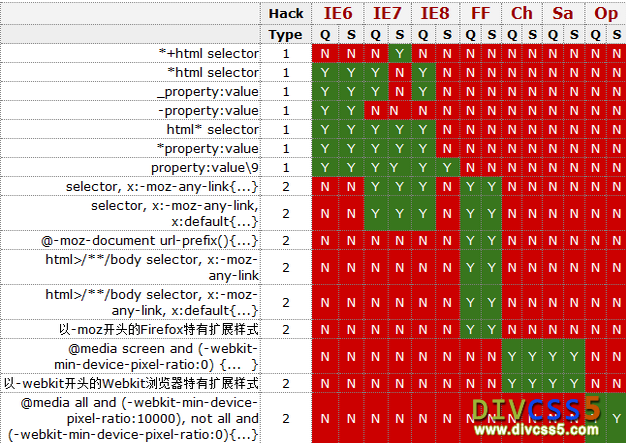 Hack IE6 IE7 IE8 FF Ch Sa Op
Type Q S Q S Q S Q S Q S Q S Q S
*+html selector 1 N N N Y N N N N N N N N N N
*html selector 1 Y Y Y N Y N N N N N N N N N
_property:value 1 Y Y Y N Y N N N N N N N N N
-property:value 1 Y Y N N N N N N N N N N N N
html* selector 1 Y Y Y Y Y N N N N N N N N N
*property:value 1 Y Y Y Y Y N N N N N N N N N
property:value\9 1 Y Y Y Y Y Y N N N N N N N N
selector, x:-moz-any-link{...} 2 N N Y Y Y N Y Y N N N N N N
selector, x:-moz-any-link,
x:default{...} 2 N N Y Y Y N Y Y N N N N N N
@-moz-document url-prefix(){...} 2 N N N N N N Y Y N N N N N N
html>/**/body selector, x:-moz-
any-link 2 N N N N N N Y Y N N N N N N
html>/**/body selector, x:-moz-
any-link, x:default{...} 2 N N N N N N Y Y N N N N N N
以-moz开头的Firefox特有扩展样式 2 N N N N N N Y Y N N N N N N
@media screen and (-webkit-
min-device-pixel-ratio:0) {... } 2 N N N N N N N N Y Y Y Y N N
以-webkit开头的Webkit浏览器特有扩展样式 2 N N N N N N N N Y Y Y Y N N
@media all and (-webkit-min-device-
pixel-ratio:10000), not all and
(-webkit-min-device-pixel-ratio:0){...} 2 N N N N N N N N N N N N Y
DIVCSS5
www.divcss5.com